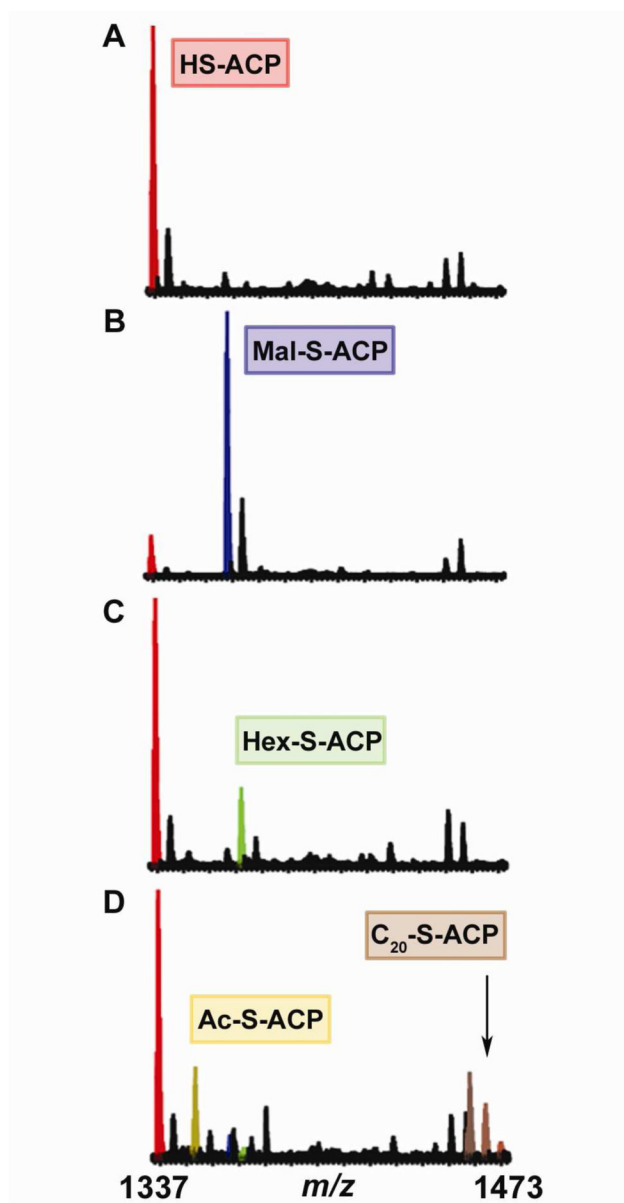 A
HS-ACP
B
Mal-S-ACP
C
Hex-S-ACP
D
C₂₀-S-ACP
Ac-S-ACP
1337 m/z 1473